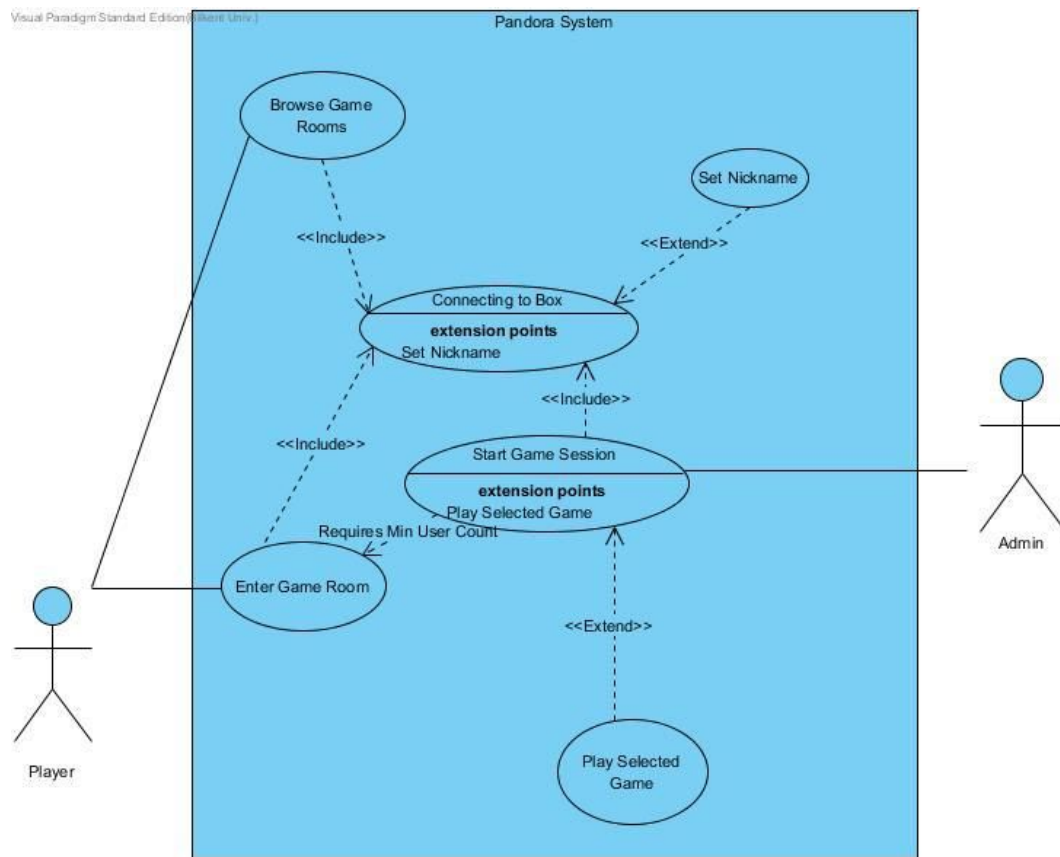 Visual Paradigm Standard Edition(Bilkent Univ.)
Pandora System
Browse Game
Rooms
Set Nickname
<<Include>>
<<Extend>>
Connecting to Box
extension points
Set Nickname
<<Include>>
<<Include>>
Start Game Session
extension points
Play Selected Game
Requires Min User Count
Admin
Enter Game Room
<<Extend>>
Play Selected
Game
Player